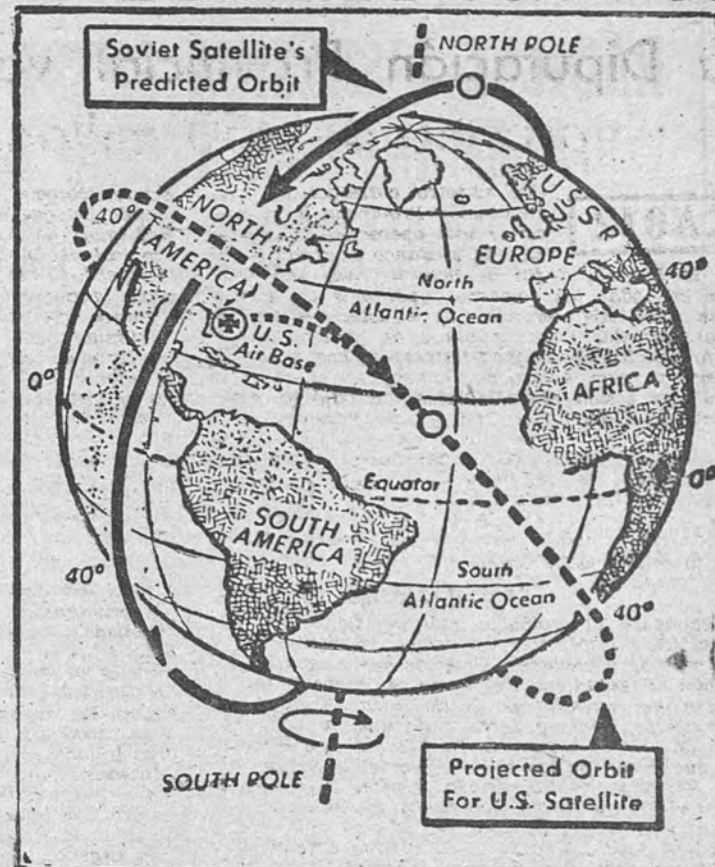 Soviet Satellite's
Predicted Orbit
NORTH POLE
U.S.S.R.
NORTH
AMERICA
40°
EUROPE
40°
North
Atlantic Ocean
U.S.
Air Base
AFRICA
0°
Equator
0°
SOUTH
AMERICA
40°
South
Atlantic Ocean
40°
SOUTH POLE
Projected Orbit
For U.S. Satellite